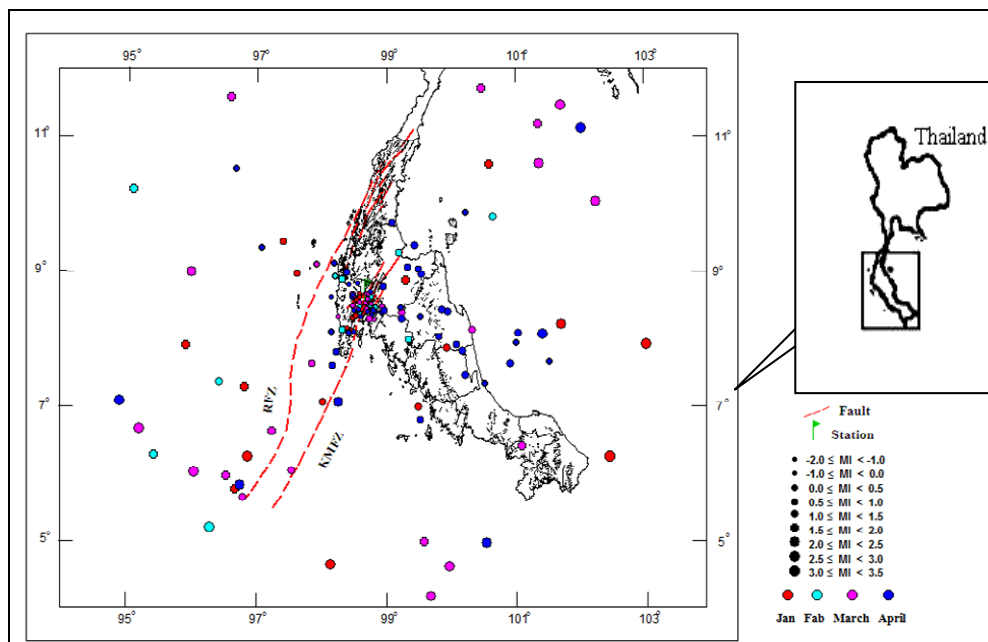 95° 97° 99° 101° 103°
11° 11°
9° 9°
7° 7°
5° 5°
95° 97° 99° 101° 103°
RFZ
KMFZ
Thailand
Fault
Station
-2.0 ≤ Ml < -1.0
-1.0 ≤ Ml < 0.0
0.0 ≤ Ml < 0.5
0.5 ≤ Ml < 1.0
1.0 ≤ Ml < 1.5
1.5 ≤ Ml < 2.0
2.0 ≤ Ml < 2.5
2.5 ≤ Ml < 3.0
3.0 ≤ Ml < 3.5
Jan Fab March April